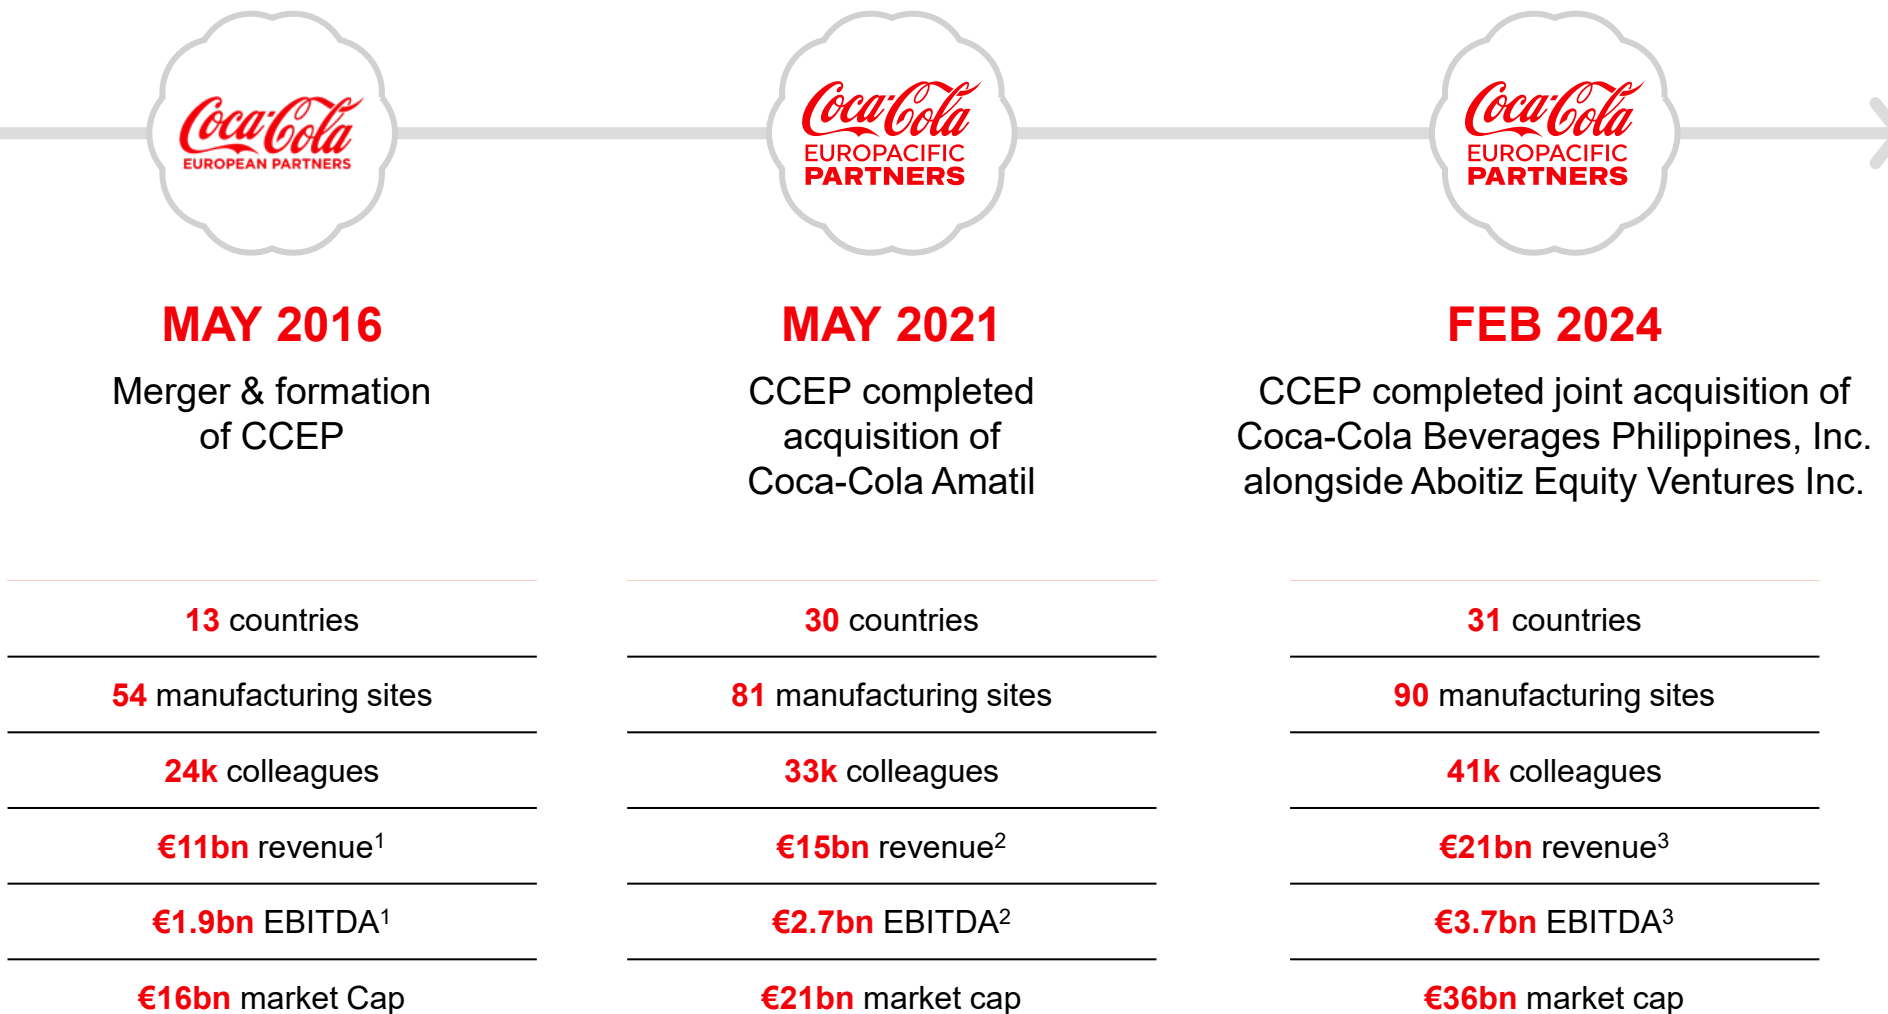 Coca-Cola
EUROPEAN PARTNERS
MAY 2016
Merger & formation
of CCEP
13 countries
54 manufacturing sites
24k colleagues
€11bn revenue¹
€1.9bn EBITDA¹
€16bn market Cap
Coca-Cola
EUROPACIFIC
PARTNERS
MAY 2021
CCEP completed
acquisition of
Coca-Cola Amatil
30 countries
81 manufacturing sites
33k colleagues
€15bn revenue²
€2.7bn EBITDA²
€21bn market cap
Coca-Cola
EUROPACIFIC
PARTNERS
FEB 2024
CCEP completed joint acquisition of
Coca-Cola Beverages Philippines, Inc.
alongside Aboitiz Equity Ventures Inc.
31 countries
90 manufacturing sites
41k colleagues
€21bn revenue³
€3.7bn EBITDA³
€36bn market cap